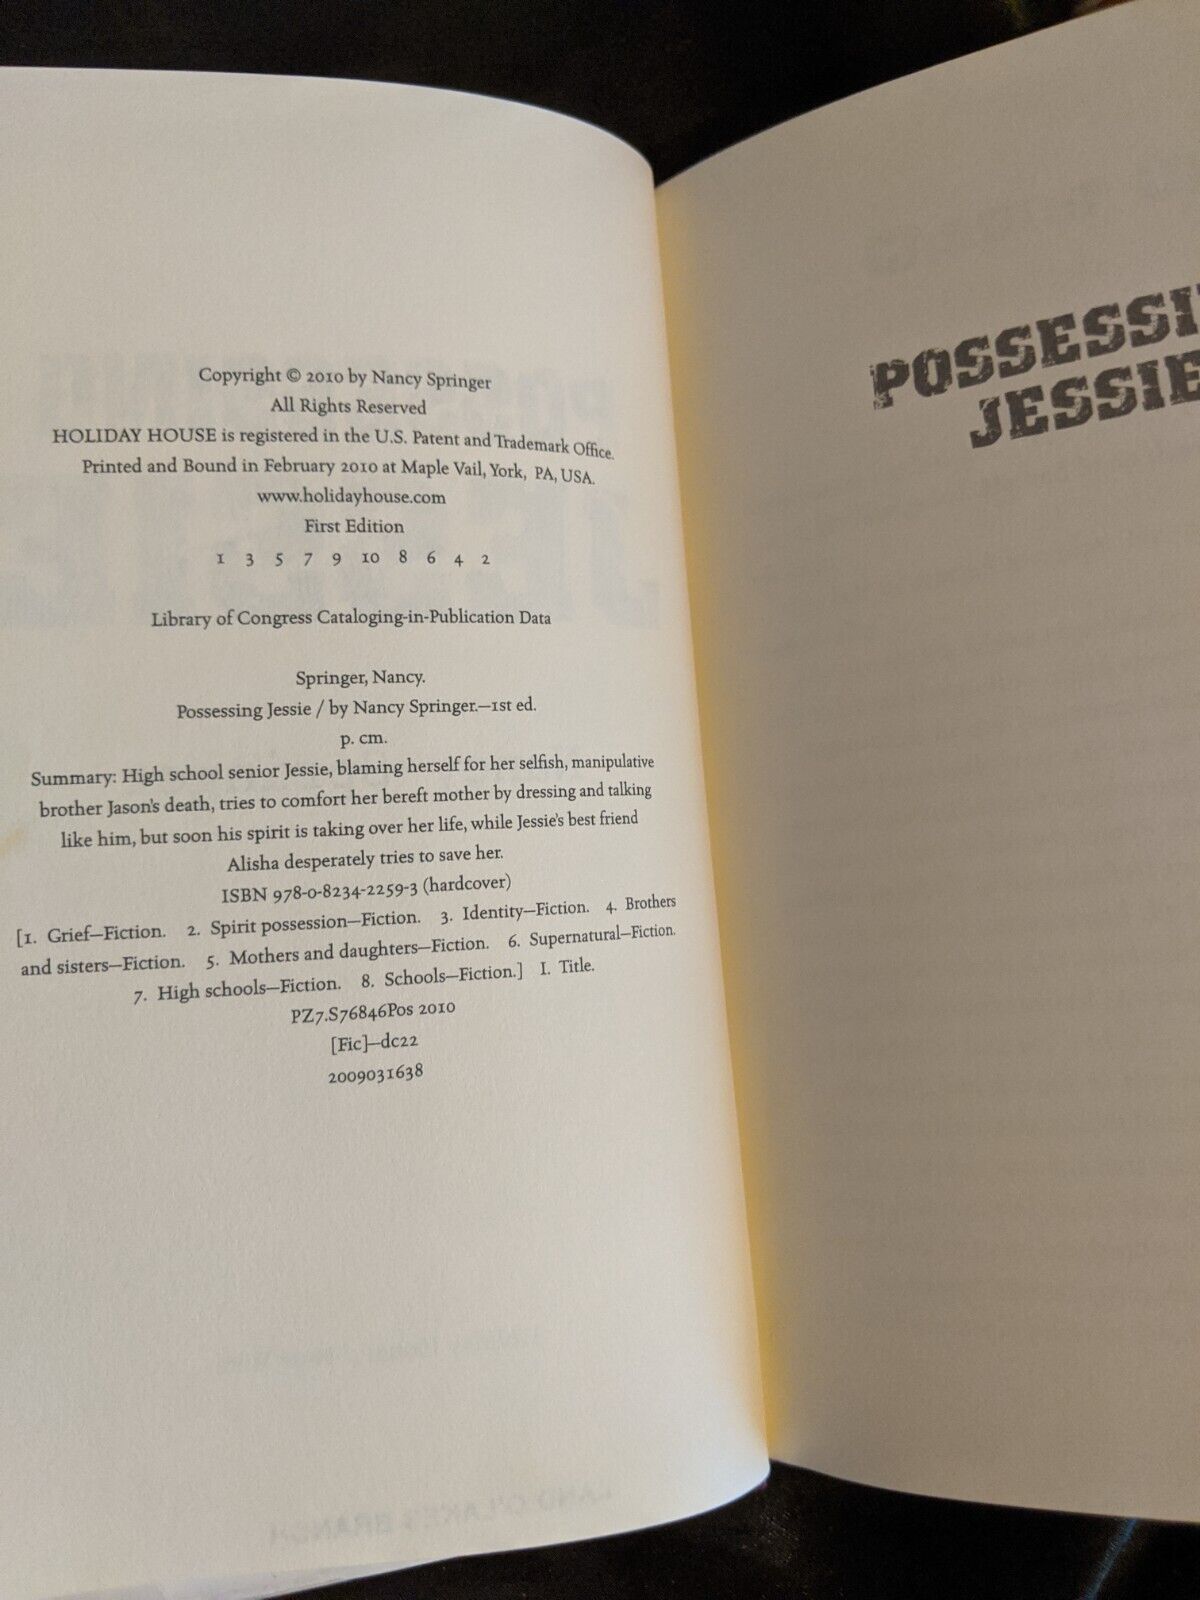 Copyright © 2010 by Nancy Springer
All Rights Reserved
HOLIDAY HOUSE is registered in the U.S. Patent and Trademark Office.
Printed and Bound in February 2010 at Maple Vail, York, PA, USA.
www.holidayhouse.com
First Edition
1 3 5 7 9 10 8 6 4 2
Library of Congress Cataloging-in-Publication Data
Springer, Nancy.
Possessing Jessie / by Nancy Springer.—1st ed.
p. cm.
Summary: High school senior Jessie, blaming herself for her selfish, manipulative
brother Jason's death, tries to comfort her bereft mother by dressing and talking
like him, but soon his spirit is taking over her life, while Jessie's best friend
Alisha desperately tries to save her.
ISBN 978-0-8234-2259-3 (hardcover)
[1. Grief—Fiction. 2. Spirit possession—Fiction. 3. Identity—Fiction. 4. Brothers
and sisters—Fiction. 5. Mothers and daughters—Fiction. 6. Supernatural—Fiction.
7. High schools—Fiction. 8. Schools—Fiction.] I. Title.
PZ7.S76846Pos 2010
[Fic]—dc22
2009031638
POSSESSI
JESSIE
LAND O'LAKES BRANCH